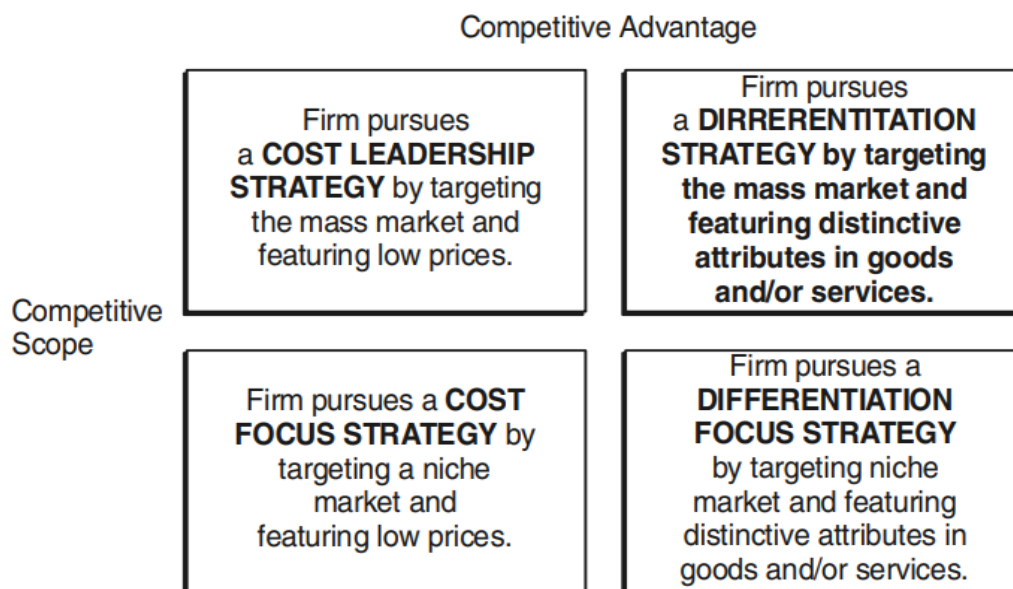 Competitive Advantage
Firm pursues
a COST LEADERSHIP
STRATEGY by targeting
the mass market and
featuring low prices.
Firm pursues
a DIRRERENTITATION
STRATEGY by targeting
the mass market and
featuring distinctive
attributes in goods
and/or services.
Competitive
Scope
Firm pursues a COST
FOCUS STRATEGY by
targeting a niche
market and
featuring low prices.
Firm pursues a
DIFFERENTIATION
FOCUS STRATEGY
by targeting niche
market and featuring
distinctive attributes in
goods and/or services.